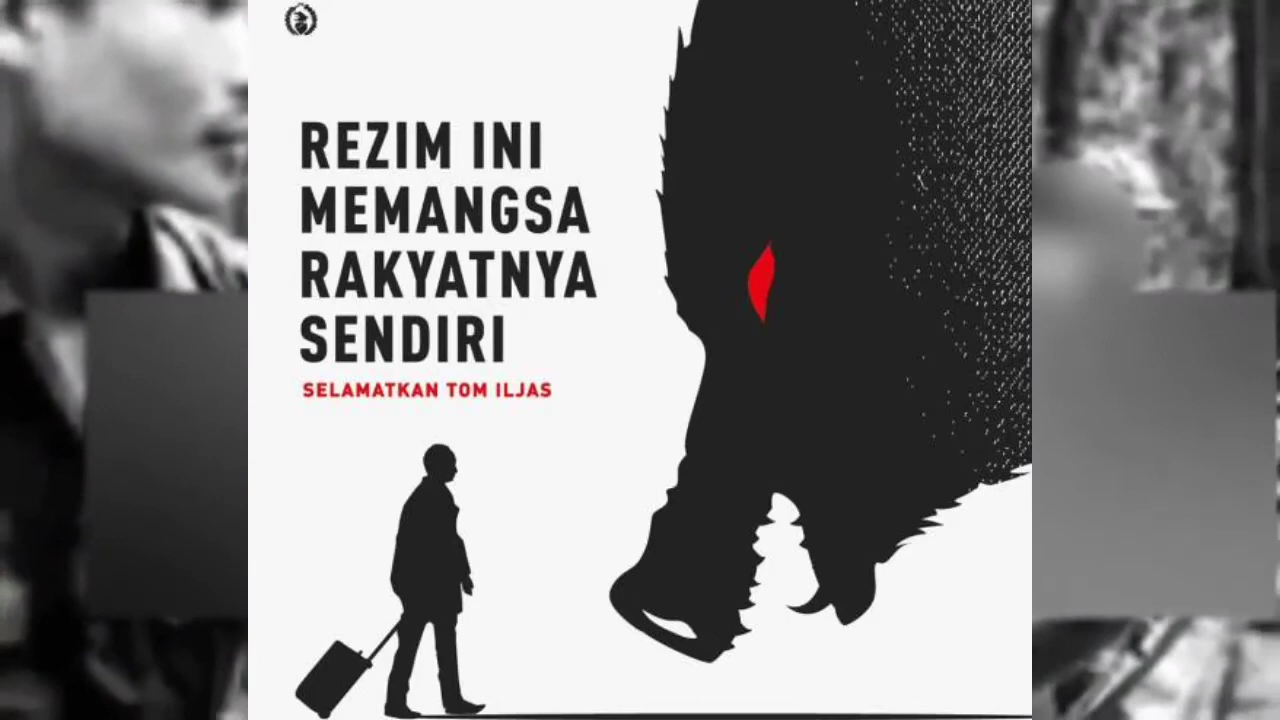 REZIM INI
MEMANGSA
RAKYATNYA
SENDIRI
SELAMATKAN TOM ILJAS